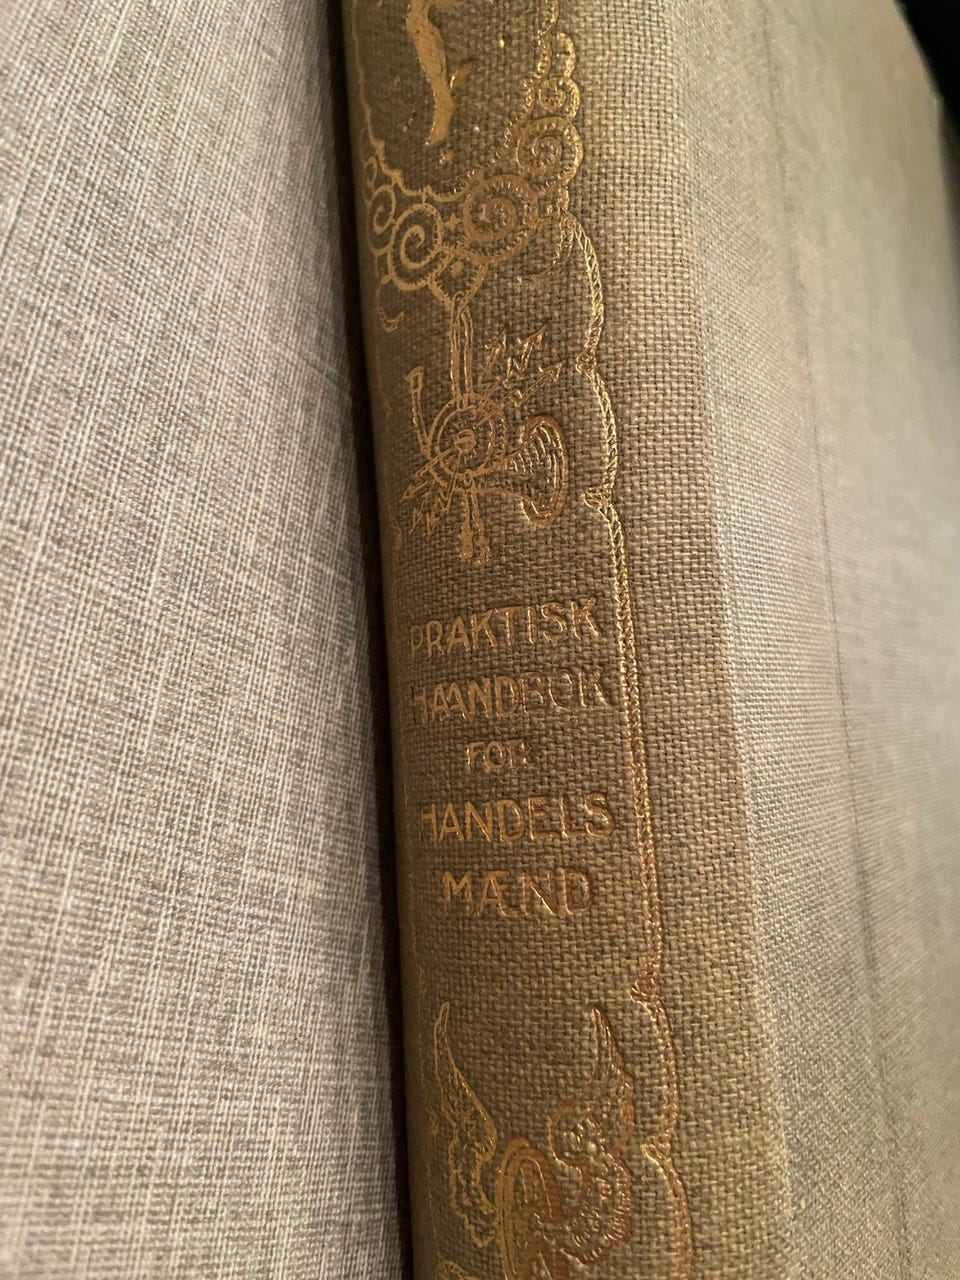 PRAKTISK
HAANDBOK
FOR
HANDELS
MÆND